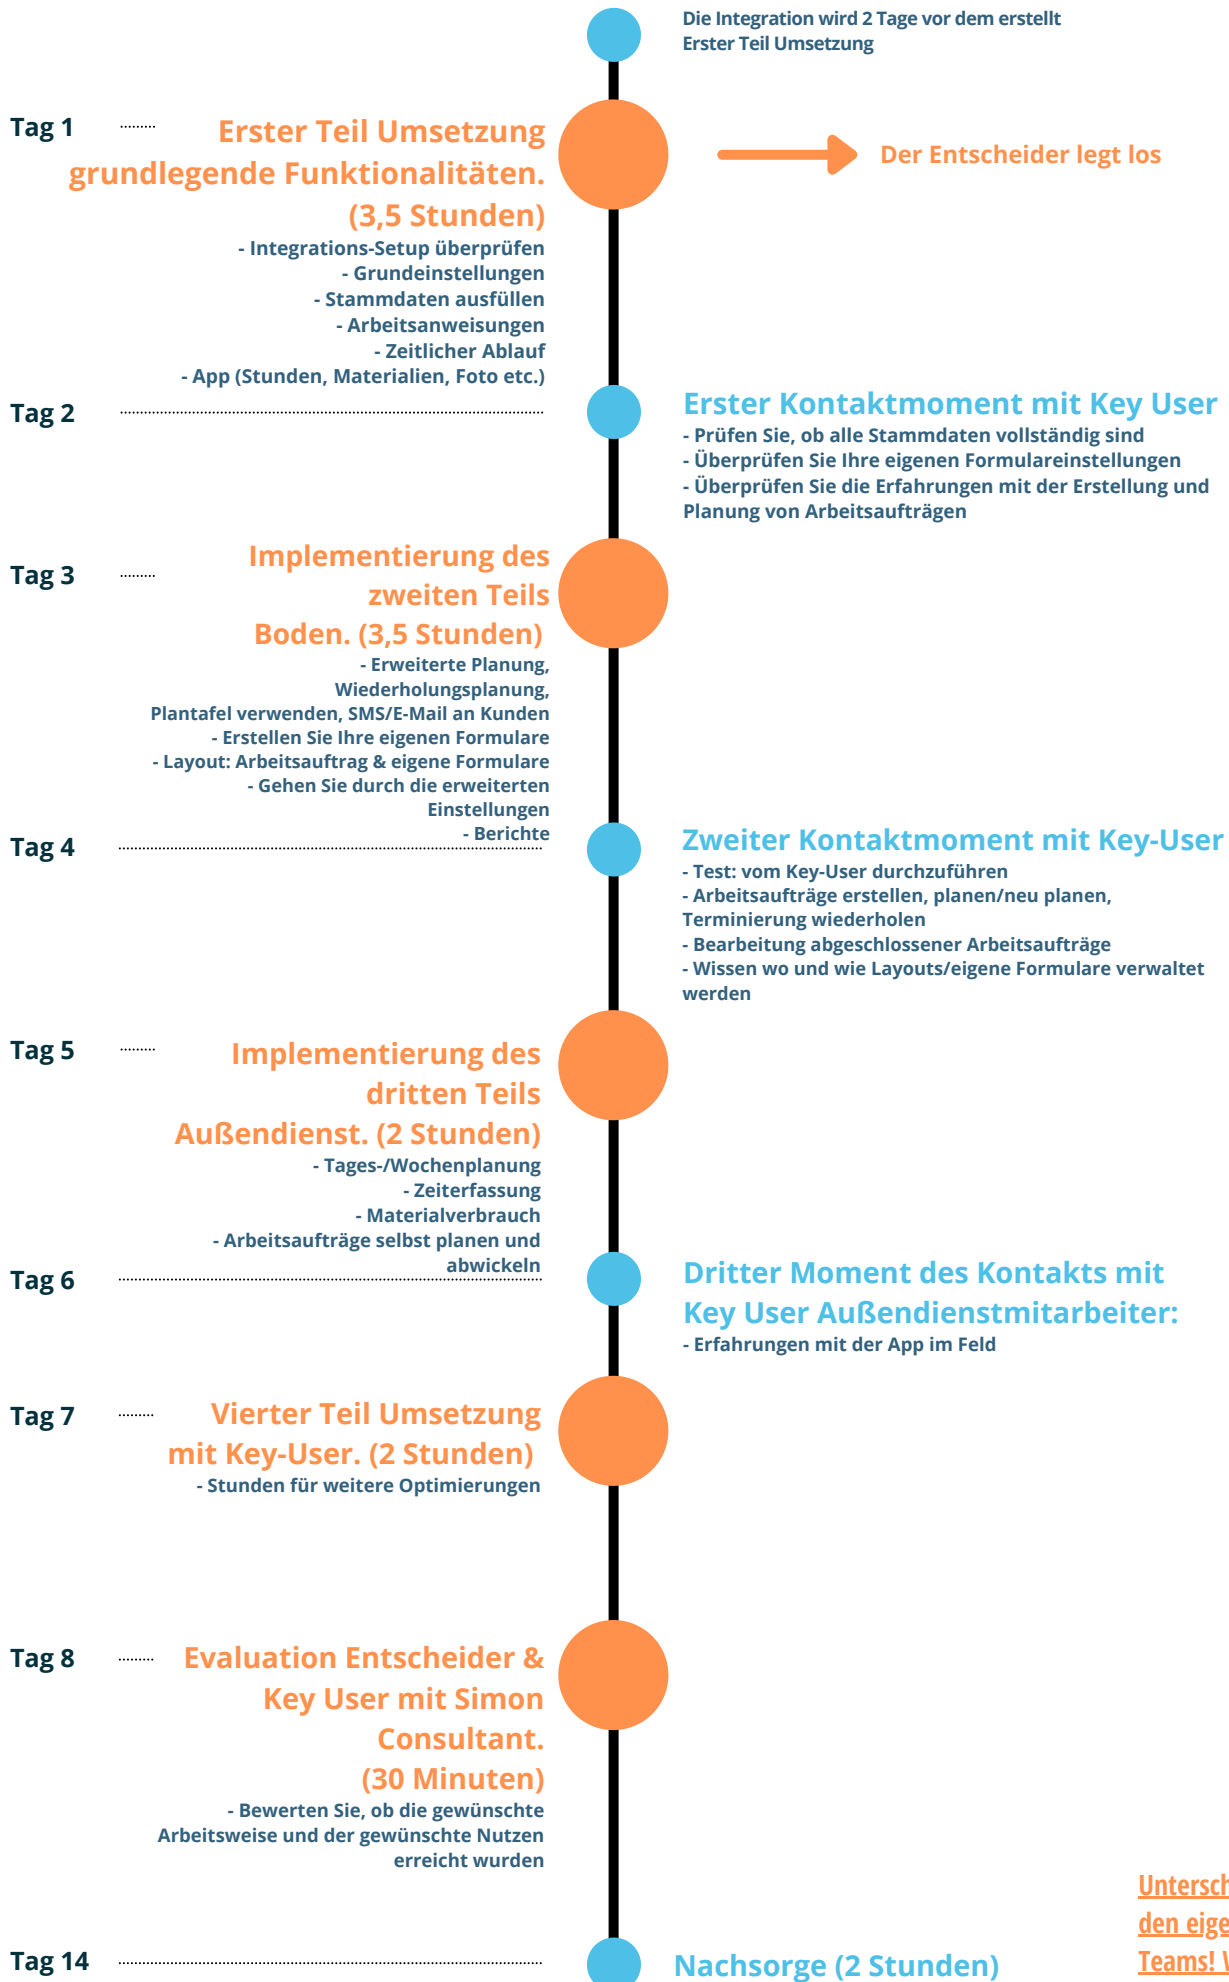 Die Integration wird 2 Tage vor dem erstellt
Erster Teil Umsetzung
Tag 1
Erster Teil Umsetzung
grundlegende Funktionalitäten.
(3,5 Stunden)
- Integrations-Setup überprüfen
- Grundeinstellungen
- Stammdaten ausfüllen
- Arbeitsanweisungen
- Zeitlicher Ablauf
- App (Stunden, Materialien, Foto etc.)
Der Entscheider legt los
Tag 2
Erster Kontaktmoment mit Key User
- Prüfen Sie, ob alle Stammdaten vollständig sind
- Überprüfen Sie Ihre eigenen Formulareinstellungen
- Überprüfen Sie die Erfahrungen mit der Erstellung und
Planung von Arbeitsaufträgen
Tag 3
Implementierung des
zweiten Teils
Boden. (3,5 Stunden)
- Erweiterte Planung,
Wiederholungsplanung,
Plantafel verwenden, SMS/E-Mail an Kunden
- Erstellen Sie Ihre eigenen Formulare
- Layout: Arbeitsauftrag & eigene Formulare
- Gehen Sie durch die erweiterten
Einstellungen
- Berichte
Tag 4
Zweiter Kontaktmoment mit Key-User
- Test: vom Key-User durchzuführen
- Arbeitsaufträge erstellen, planen/neu planen,
Terminierung wiederholen
- Bearbeitung abgeschlossener Arbeitsaufträge
- Wissen wo und wie Layouts/eigene Formulare verwaltet
werden
Tag 5
Implementierung des
dritten Teils
Außendienst. (2 Stunden)
- Tages-/Wochenplanung
- Zeiterfassung
- Materialverbrauch
- Arbeitsaufträge selbst planen und
abwickeln
Tag 6
Dritter Moment des Kontakts mit
Key User Außendienstmitarbeiter:
- Erfahrungen mit der App im Feld
Tag 7
Vierter Teil Umsetzung
mit Key-User. (2 Stunden)
- Stunden für weitere Optimierungen
Tag 8
Evaluation Entscheider &
Key User mit Simon
Consultant.
(30 Minuten)
- Bewerten Sie, ob die gewünschte
Arbeitsweise und der gewünschte Nutzen
erreicht wurden
Tag 14
Nachsorge (2 Stunden)
den
Teams!